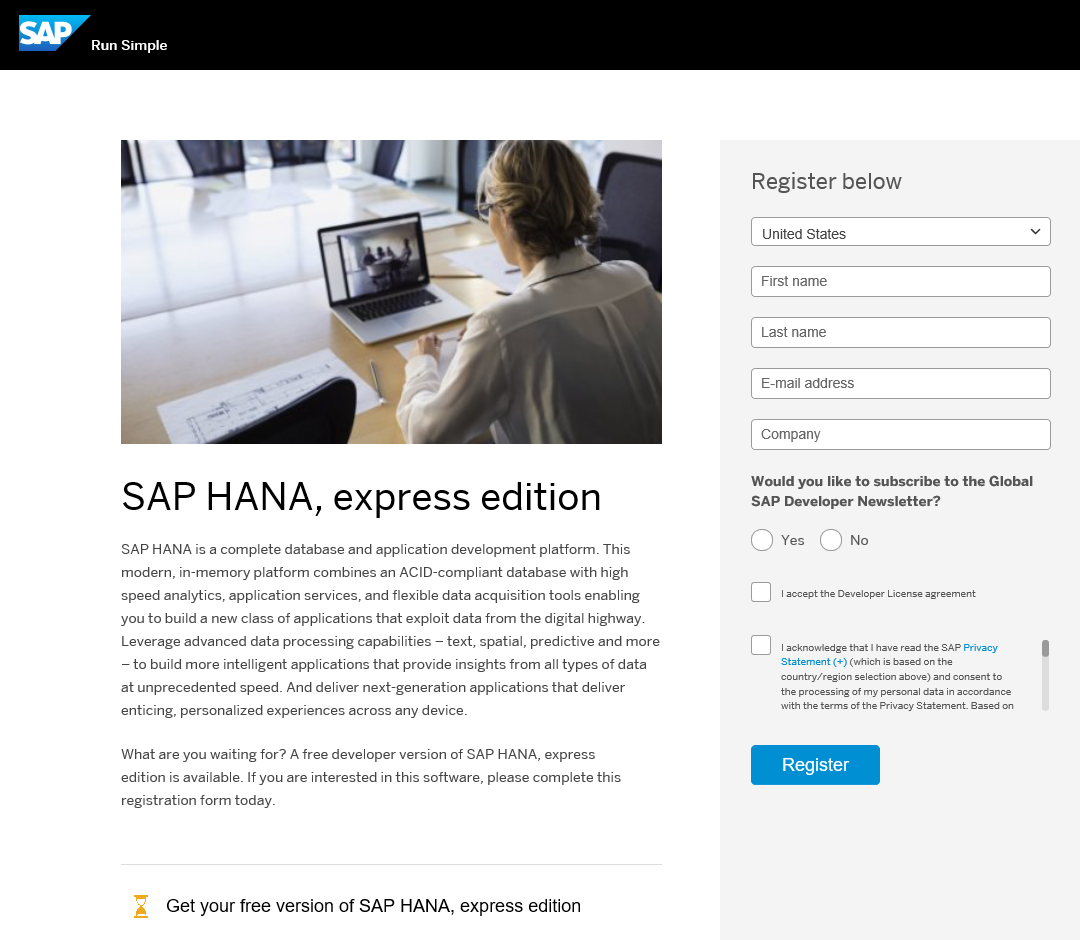 SAP
Run Simple
SAP HANA, express edition
SAP HANA is a complete database and application development platform. This
modern, in-memory platform combines an ACID-compliant database with high
speed analytics, application services, and flexible data acquisition tools enabling
you to build a new class of applications that exploit data from the digital highway.
Leverage advanced data processing capabilities – text, spatial, predictive and more
– to build more intelligent applications that provide insights from all types of data
at unprecedented speed. And deliver next-generation applications that deliver
enticing, personalized experiences across any device.
What are you waiting for? A free developer version of SAP HANA, express
edition is available. If you are interested in this software, please complete this
registration form today.
Get your free version of SAP HANA, express edition
Register below
United States
First name
Last name
E-mail address
Company
Would you like to subscribe to the Global
SAP Developer Newsletter?
Yes No
I accept the Developer License agreement
I acknowledge that I have read the SAP Privacy
Statement (+) (which is based on the
country/region selection above) and consent to
the processing of my personal data in accordance
with the terms of the Privacy Statement. Based on
Register